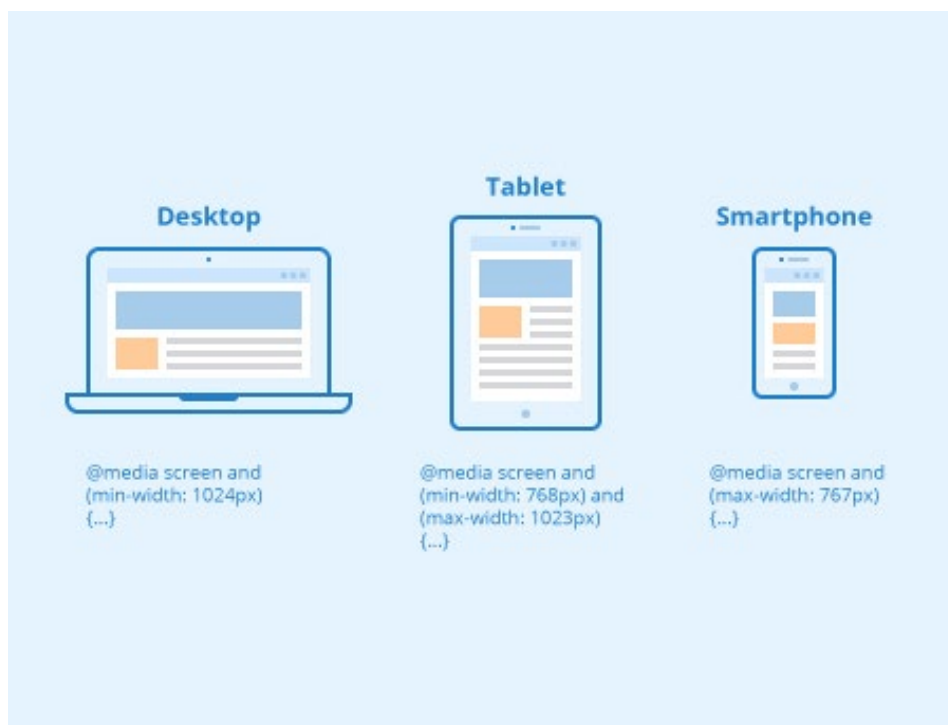 Desktop
@media screen and
(min-width: 1024px)
{...}
Tablet
@media screen and
(min-width: 768px) and
(max-width: 1023px)
{...}
Smartphone
@media screen and
(max-width: 767px)
{...}